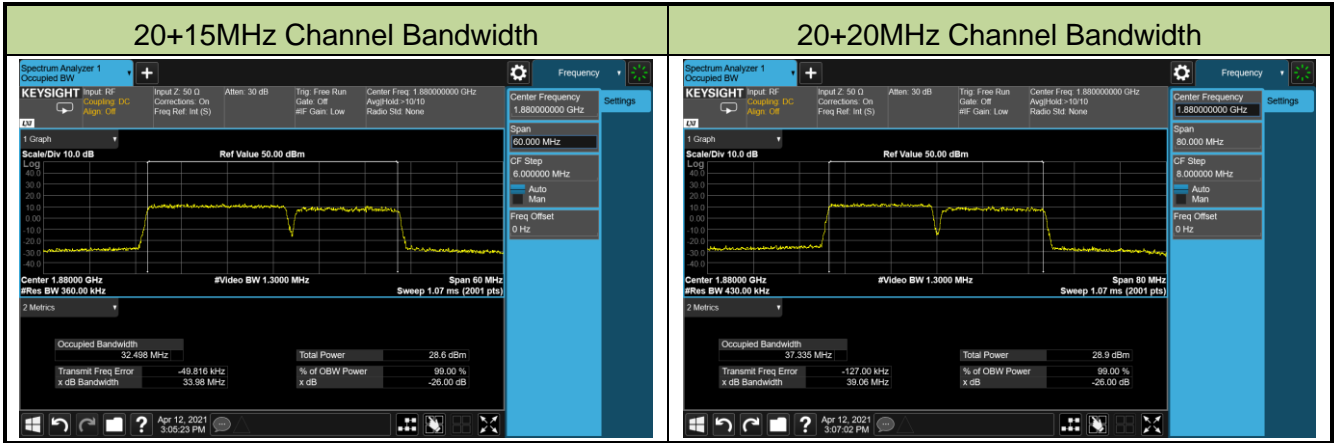 20+15MHz Channel Bandwidth
Spectrum Analyzer 1
Occupied BW
+
Frequency
KEYSIGHT
Input: RF
Coupling: DC
Align: Off
Input Z: 50 Ω
Corrections: On
Freq Ref: Int (S)
Atten: 30 dB
Trig: Free Run
Gate: Off
#IF Gain: Low
Center Freq: 1.880000000 GHz
Avg|Hold:>10/10
Radio Std: None
LXI
Center Frequency
1.880000000 GHz
Settings
Span
60.000 MHz
CF Step
6.000000 MHz
Auto
Man
Freq Offset
0 Hz
1 Graph
Scale/Div 10.0 dB
Ref Value 50.00 dBm
Log
40.0
30.0
20.0
10.0
0.00
-10.0
-20.0
-30.0
-40.0
Center 1.88000 GHz
#Video BW 1.3000 MHz
Span 60 MHz
#Res BW 360.00 kHz
Sweep 1.07 ms (2001 pts)
2 Metrics
Occupied Bandwidth
32.498 MHz
Total Power 28.6 dBm
Transmit Freq Error -49.816 kHz
% of OBW Power 99.00 %
x dB Bandwidth 33.98 MHz
x dB -26.00 dB
?
Apr 12, 2021
3:05:23 PM
20+20MHz Channel Bandwidth
Spectrum Analyzer 1
Occupied BW
+
Frequency
KEYSIGHT
Input: RF
Coupling: DC
Align: Off
Input Z: 50 Ω
Corrections: On
Freq Ref: Int (S)
Atten: 30 dB
Trig: Free Run
Gate: Off
#IF Gain: Low
Center Freq: 1.880000000 GHz
Avg|Hold:>10/10
Radio Std: None
LXI
Center Frequency
1.880000000 GHz
Settings
Span
80.000 MHz
CF Step
8.000000 MHz
Auto
Man
Freq Offset
0 Hz
1 Graph
Scale/Div 10.0 dB
Ref Value 50.00 dBm
Log
40.0
30.0
20.0
10.0
0.00
-10.0
-20.0
-30.0
-40.0
Center 1.88000 GHz
#Video BW 1.3000 MHz
Span 80 MHz
#Res BW 430.00 kHz
Sweep 1.07 ms (2001 pts)
2 Metrics
Occupied Bandwidth
37.335 MHz
Total Power 28.9 dBm
Transmit Freq Error -127.00 kHz
% of OBW Power 99.00 %
x dB Bandwidth 39.06 MHz
x dB -26.00 dB
?
Apr 12, 2021
3:07:02 PM